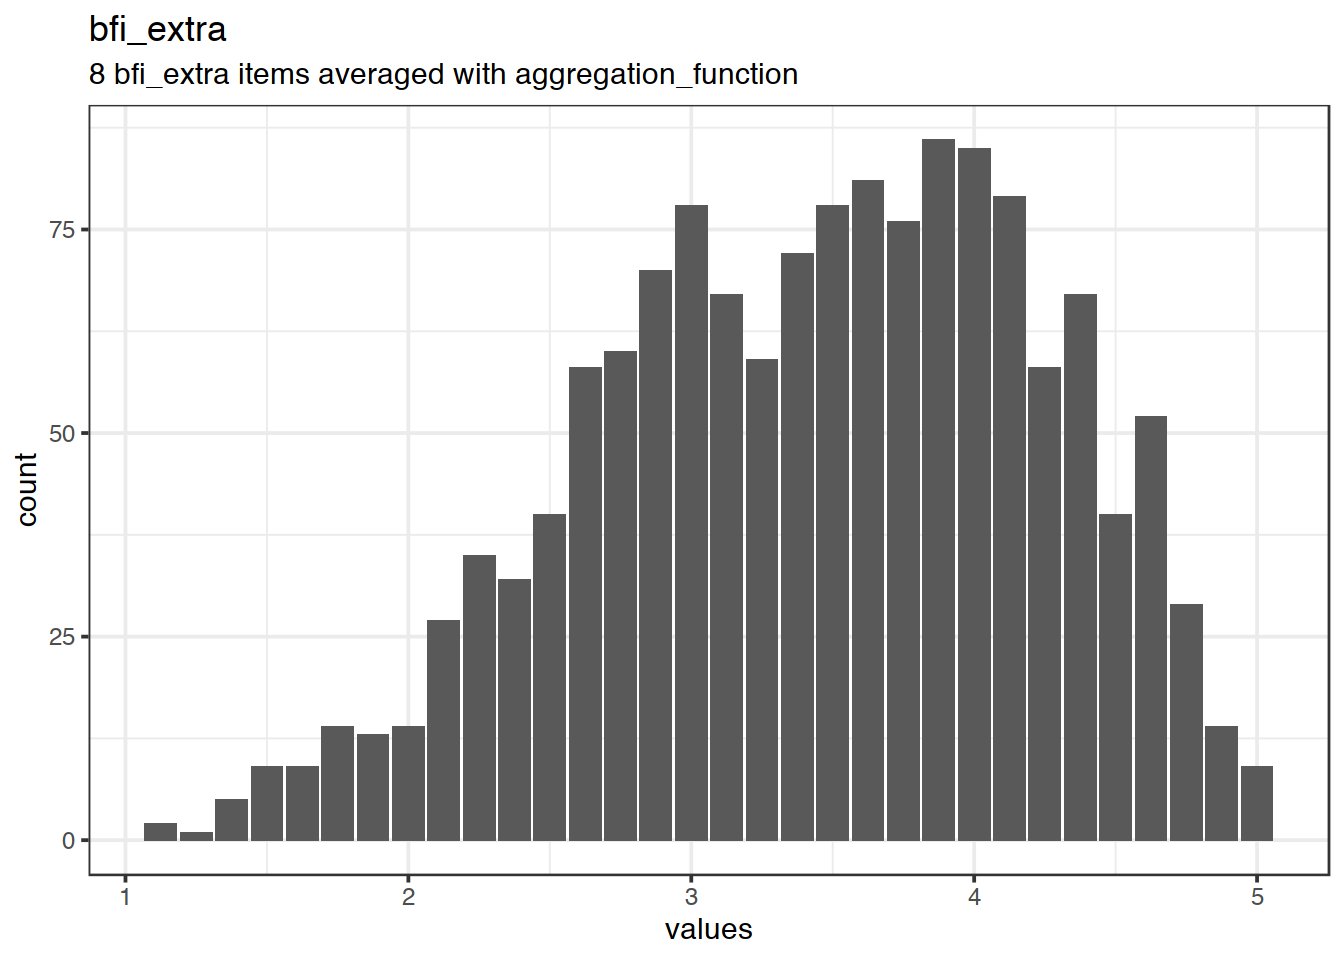 bfi_extra
8 bfi_extra items averaged with aggregation_function
75
50
25
0
count
1 2 3 4 5
values